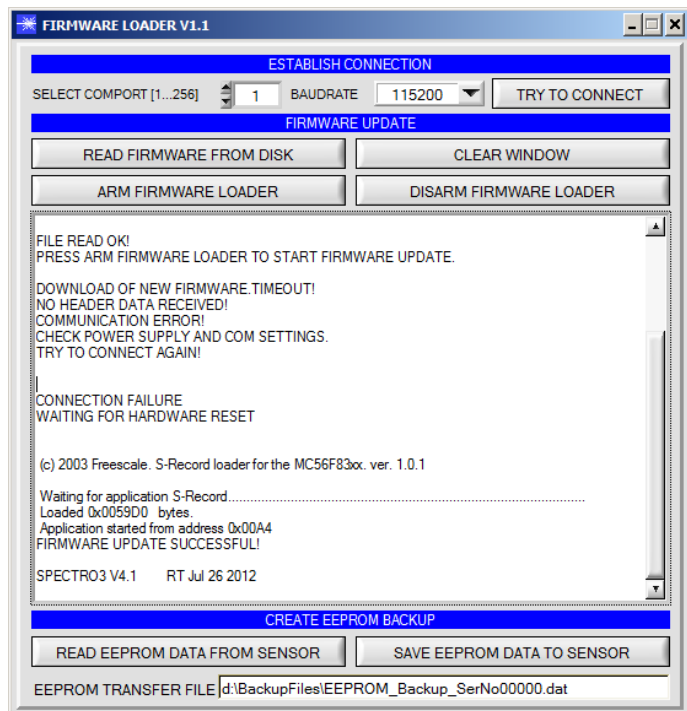 FIRMWARE LOADER V1.1
ESTABLISH CONNECTION
SELECT COMPORT [1...256] 1 BAUDRATE 115200 TRY TO CONNECT
FIRMWARE UPDATE
READ FIRMWARE FROM DISK CLEAR WINDOW
ARM FIRMWARE LOADER DISARM FIRMWARE LOADER
FILE READ OK!
PRESS ARM FIRMWARE LOADER TO START FIRMWARE UPDATE.
DOWNLOAD OF NEW FIRMWARE.TIMEOUT!
NO HEADER DATA RECEIVED!
COMMUNICATION ERROR!
CHECK POWER SUPPLY AND COM SETTINGS.
TRY TO CONNECT AGAIN!
CONNECTION FAILURE
WAITING FOR HARDWARE RESET
(c) 2003 Freescale. S-Record loader for the MC56F83xx. ver. 1.0.1
Waiting for application S-Record.........................................................................................
Loaded 0x0059D0 bytes.
Application started from address 0x00A4
FIRMWARE UPDATE SUCCESSFUL!
SPECTRO3 V4.1 RT Jul 26 2012
CREATE EEPROM BACKUP
READ EEPROM DATA FROM SENSOR SAVE EEPROM DATA TO SENSOR
EEPROM TRANSFER FILE d:\BackupFiles\EEPROM_Backup_SerNo00000.dat